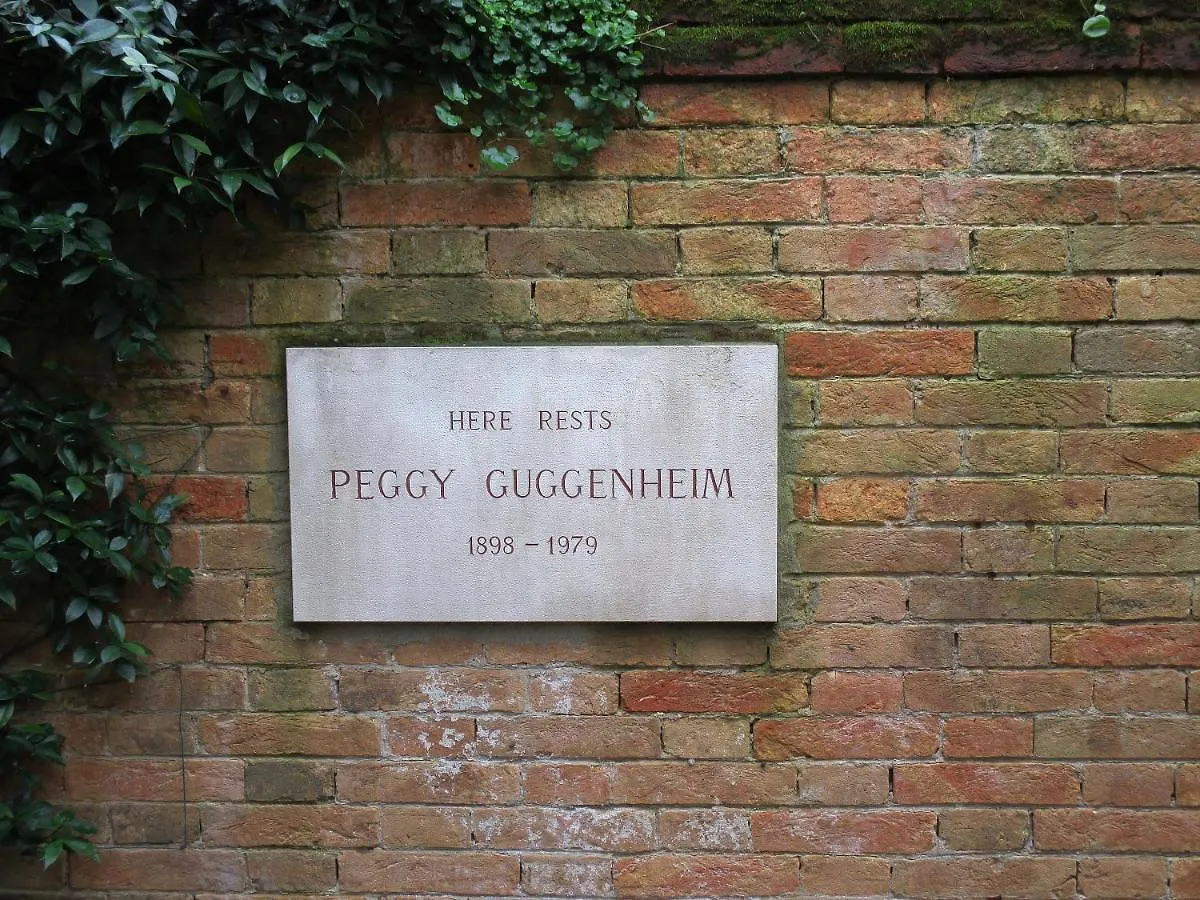 HERE RESTS
PEGGY GUGGENHEIM
1898 – 1979